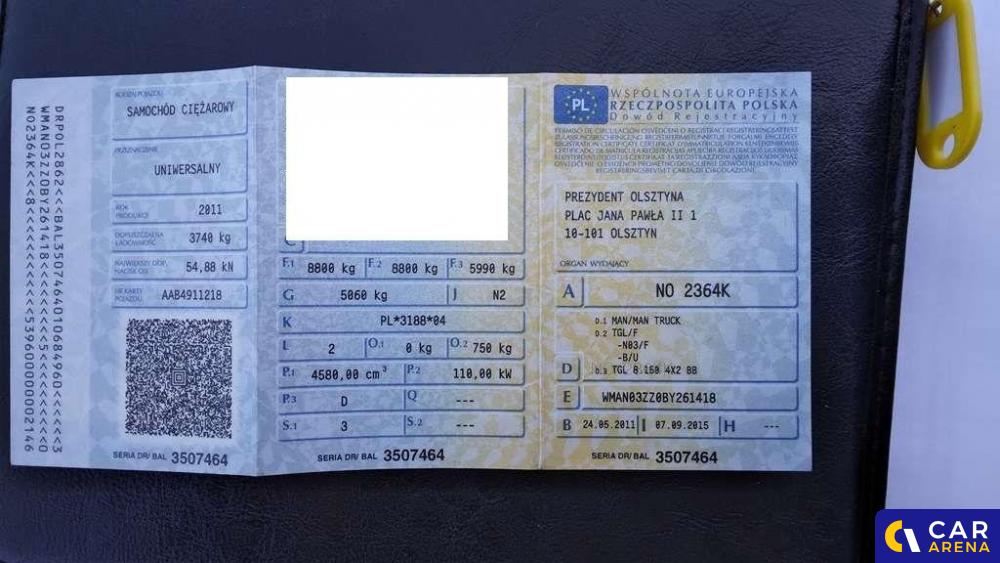 DRPOL2862<<BAL3507464010684960<<<<<<3
WMAN03ZZ0BY261418<<<<<<5<<<<<<<<<<<0
NO2364K<<<8<<<<<<<<<<5396000000002146
RODZAJ POJAZDU
SAMOCHÓD CIĘŻAROWY
PRZEZNACZENIE
UNIWERSALNY
ROK PRODUKCJI
2011
DOPUSZCZALNA ŁADOWNOŚĆ
3740 kg
NAJWIĘKSZY DOP. NACISK OSI
54,88 kN
NR KARTY POJAZDU
AAB4911218
SERIA DR/ BAL 3507464
C
F.1 8800 kg F.2 8800 kg F.3 5990 kg
G 5060 kg J N2
K PL*3188*04
L 2 O.1 0 kg O.2 750 kg
P.1 4580,00 cm³ P.2 110,00 kW
P.3 D Q ---
S.1 3 S.2 ---
SERIA DR/ BAL 3507464
PL
WSPÓLNOTA EUROPEJSKA
RZECZPOSPOLITA POLSKA
Dowód Rejestracyjny
PREZYDENT OLSZTYNA
PLAC JANA PAWŁA II 1
10-101 OLSZTYN
ORGAN WYDAJĄCY
A NO 2364K
D.1 MAN/MAN TRUCK
D.2 TGL/F
-N03/F
-B/U
D D.3 TGL 8.150 4X2 BB
E WMAN03ZZ0BY261418
B 24.05.2011 I 07.09.2015 H ---
SERIA DR/ BAL 3507464
CAR
ARENA